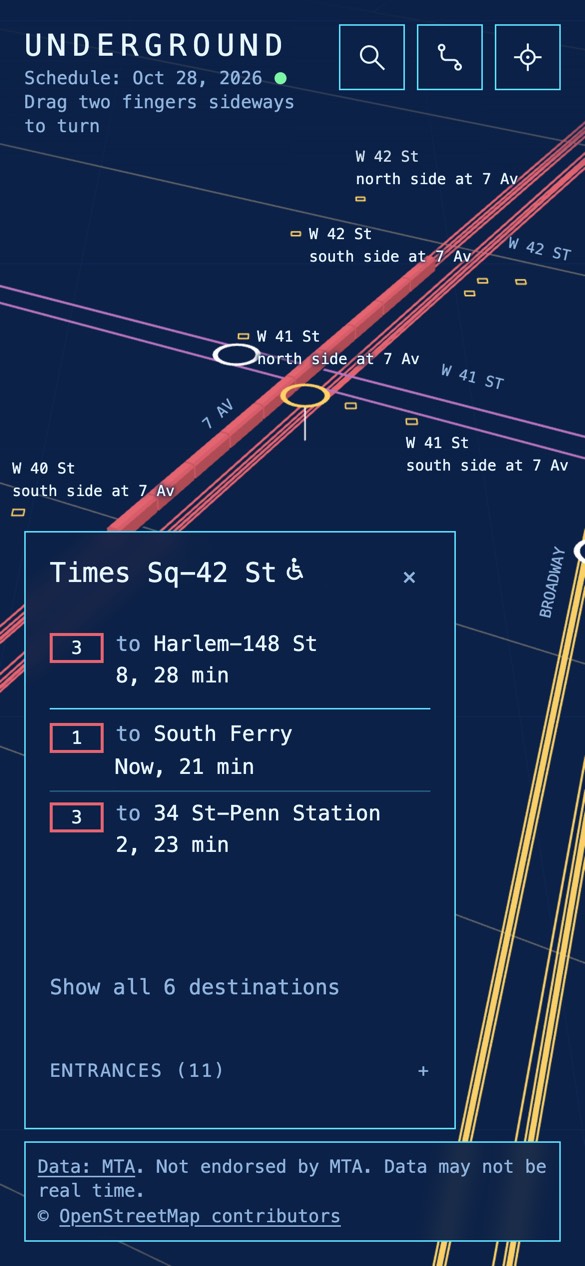 UNDERGROUND
Schedule: Oct 28, 2026
Drag two fingers sideways
to turn
W 42 St
north side at 7 Av
W 42 St
south side at 7 Av
W 42 ST
W 41 St
north side at 7 Av
W 41 ST
7 AV
W 41 St
south side at 7 Av
W 40 St
south side at 7 Av
BROADWAY
Times Sq–42 St
×
3 to Harlem–148 St
8, 28 min
1 to South Ferry
Now, 21 min
3 to 34 St–Penn Station
2, 23 min
Show all 6 destinations
ENTRANCES (11) +
Data: MTA. Not endorsed by MTA. Data may not be
real time.
© OpenStreetMap contributors